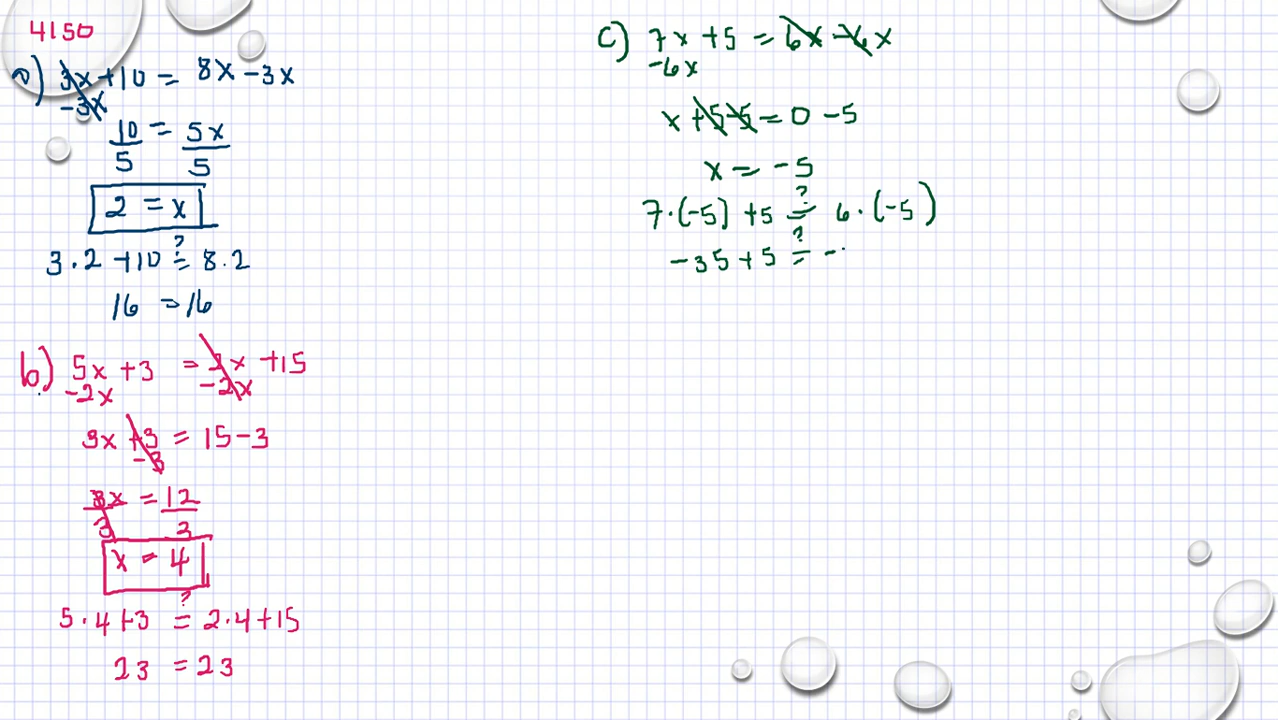 4150
a) 3x + 10 = 8x - 3x
-3x
10/5 = 5x/5
2 = x
3·2 + 10 ≟ 8·2
16 = 16
b) 5x + 3 = 2x + 15
-2x -2x
3x + 3 = 15 - 3
-3
3x/3 = 12/3
x = 4
5·4 + 3 ≟ 2·4 + 15
23 = 23
c) 7x + 5 = 6x - 6x
-6x
x + 5 - 5 = 0 - 5
x = -5
7·(-5) + 5 ≟ 6·(-5)
-35 + 5 ≟ -